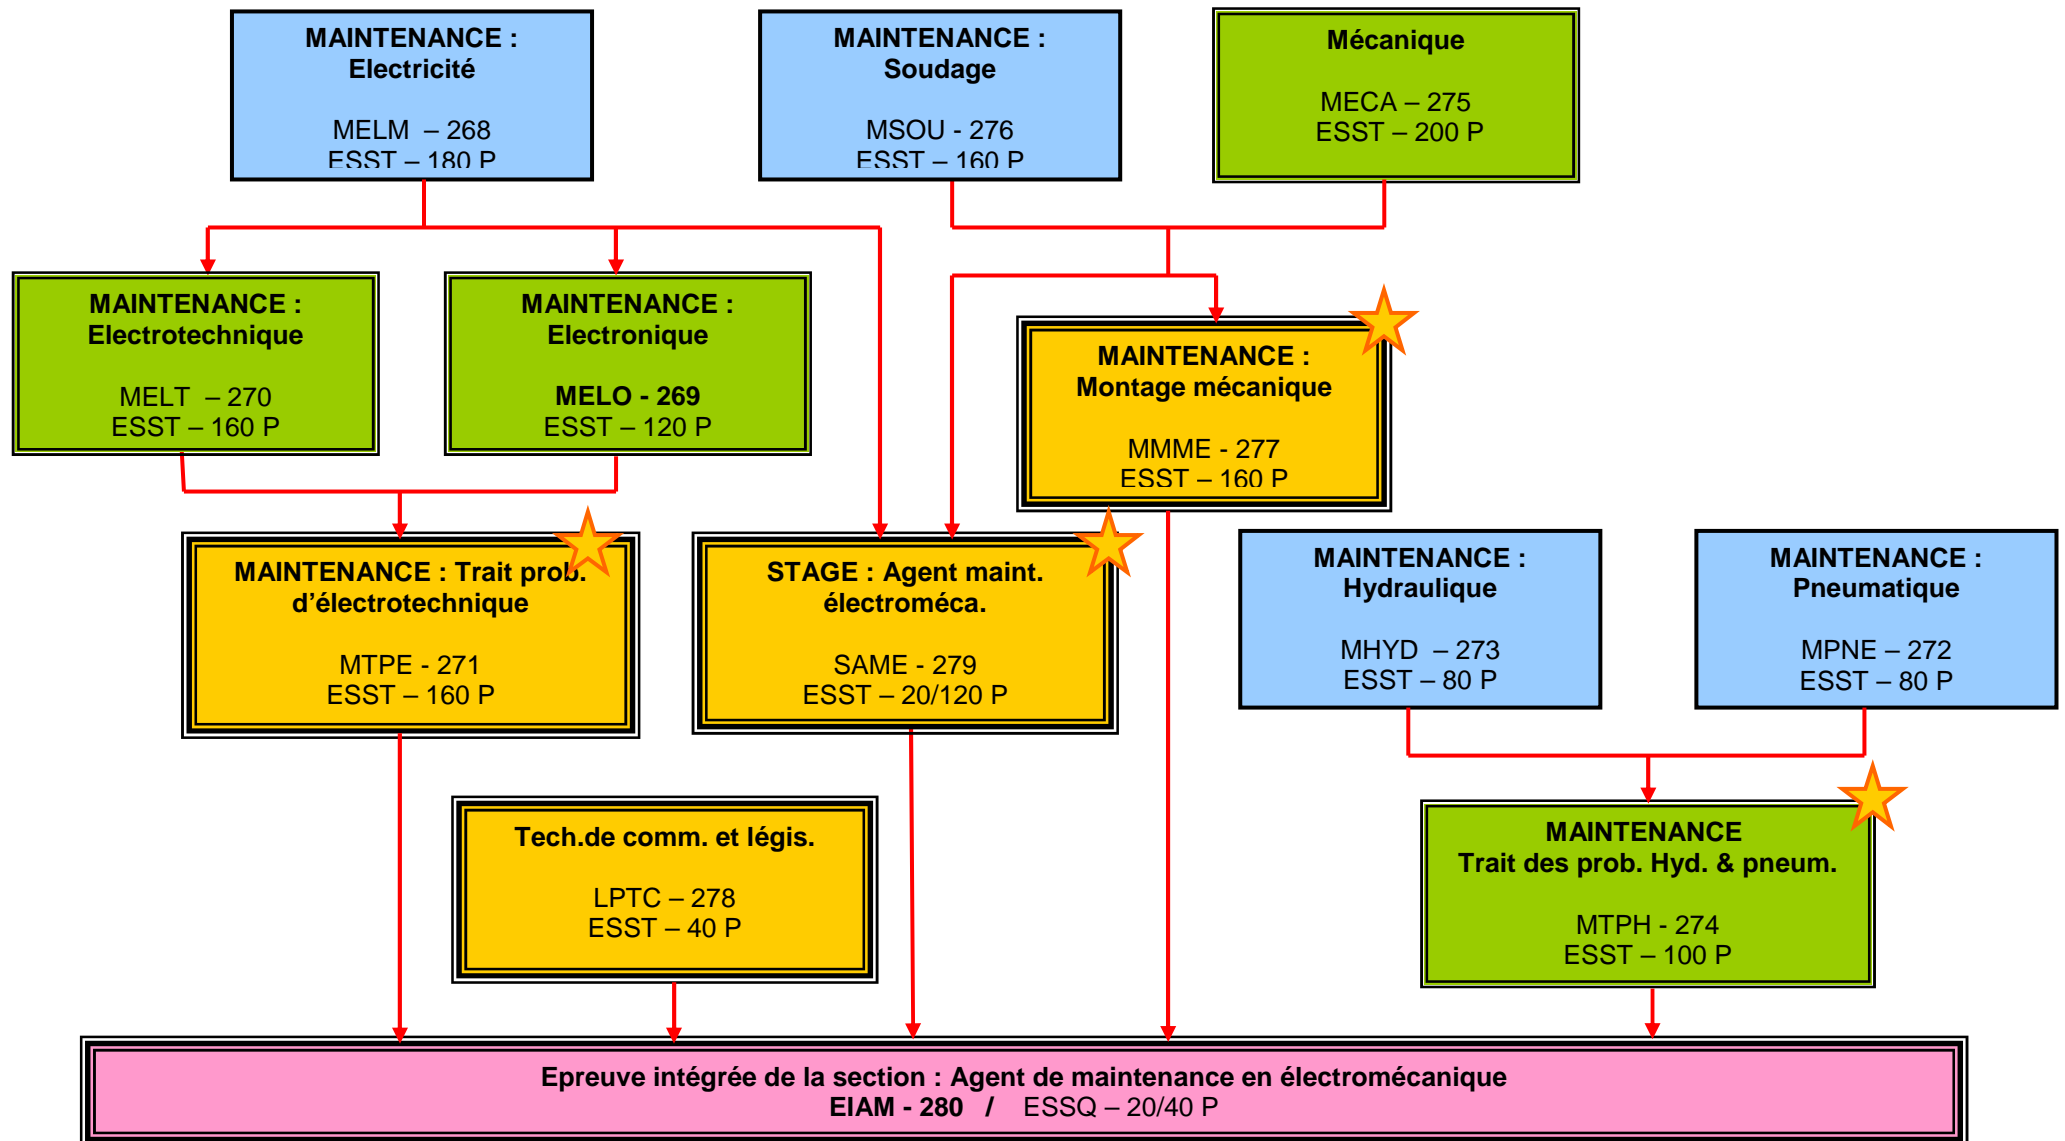 MAINTENANCE :
Electricité
MELM – 268
ESST – 180 P
MAINTENANCE :
Soudage
MSOU - 276
ESST – 160 P
Mécanique
MECA – 275
ESST – 200 P
MAINTENANCE :
Electrotechnique
MELT – 270
ESST – 160 P
MAINTENANCE :
Electronique
MELO - 269
ESST – 120 P
MAINTENANCE :
Montage mécanique
MMME - 277
ESST – 160 P
MAINTENANCE : Trait prob.
d’électrotechnique
MTPE - 271
ESST – 160 P
STAGE : Agent maint.
électroméca.
SAME - 279
ESST – 20/120 P
MAINTENANCE :
Hydraulique
MHYD – 273
ESST – 80 P
MAINTENANCE :
Pneumatique
MPNE – 272
ESST – 80 P
Tech.de comm. et légis.
LPTC – 278
ESST – 40 P
MAINTENANCE
Trait des prob. Hyd. & pneum.
MTPH - 274
ESST – 100 P
Epreuve intégrée de la section : Agent de maintenance en électromécanique
EIAM - 280 / ESSQ – 20/40 P